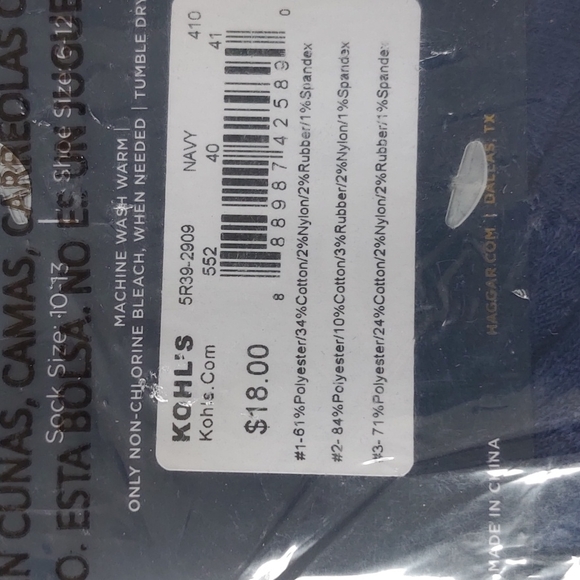 N CUNAS, CAMAS, CARREOLAS O
O. ESTA BOLSA. NO ES UN JUGUE
Sock Size: 10-13 | Shoe Size: 6-12
MACHINE WASH WARM |
ONLY NON-CHLORINE BLEACH, WHEN NEEDED | TUMBLE DRY
KOHL'S
Kohls.Com
5R39-2909 NAVY 410
552 40 41
$18.00
8 88987 42589 0
#1-61%Polyester/34%Cotton/2%Nylon/2%Rubber/1%Spandex
#2- 84%Polyester/10%Cotton/3%Rubber/2%Nylon/1%Spandex
#3- 71%Polyester/24%Cotton/2%Nylon/2%Rubber/1%Spandex
MADE IN CHINA
HAGGAR.COM | DALLAS, TX